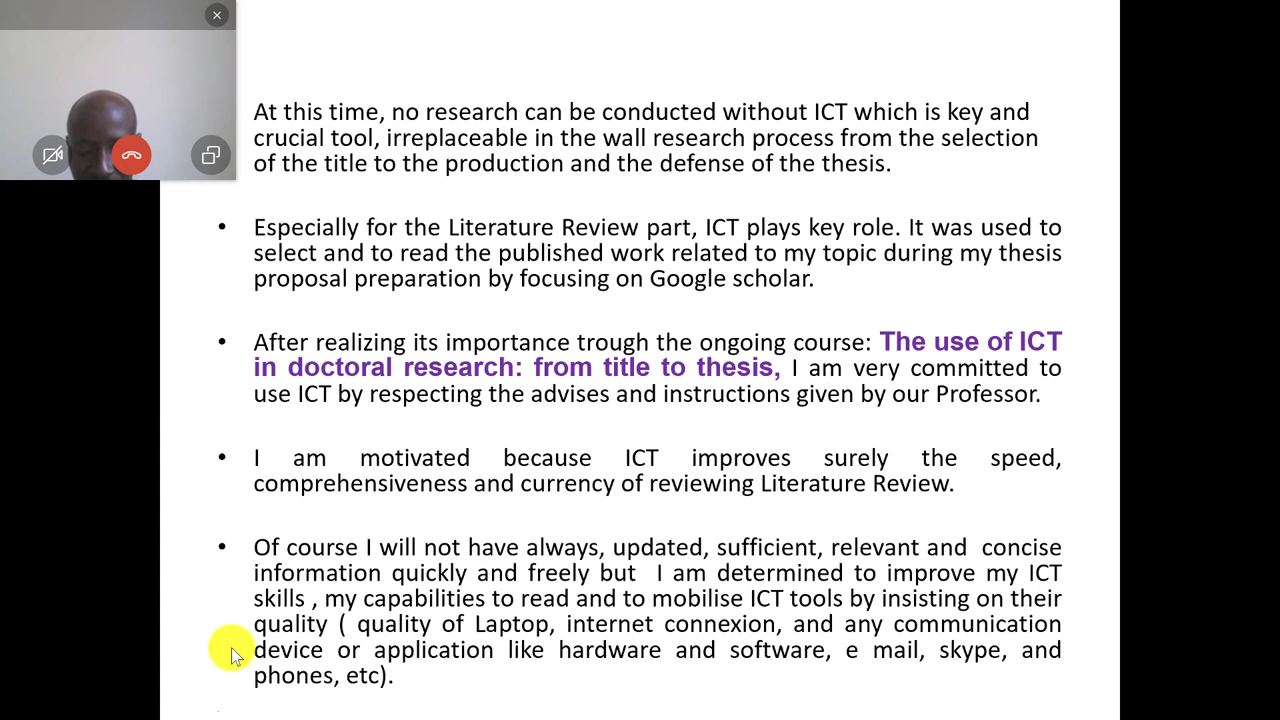 At this time, no research can be conducted without ICT which is key and
crucial tool, irreplaceable in the wall research process from the selection
of the title to the production and the defense of the thesis.
• Especially for the Literature Review part, ICT plays key role. It was used to
select and to read the published work related to my topic during my thesis
proposal preparation by focusing on Google scholar.
• After realizing its importance trough the ongoing course: The use of ICT
in doctoral research: from title to thesis, I am very committed to
use ICT by respecting the advises and instructions given by our Professor.
• I am motivated because ICT improves surely the speed,
comprehensiveness and currency of reviewing Literature Review.
• Of course I will not have always, updated, sufficient, relevant and concise
information quickly and freely but I am determined to improve my ICT
skills , my capabilities to read and to mobilise ICT tools by insisting on their
quality ( quality of Laptop, internet connexion, and any communication
device or application like hardware and software, e mail, skype, and
phones, etc).